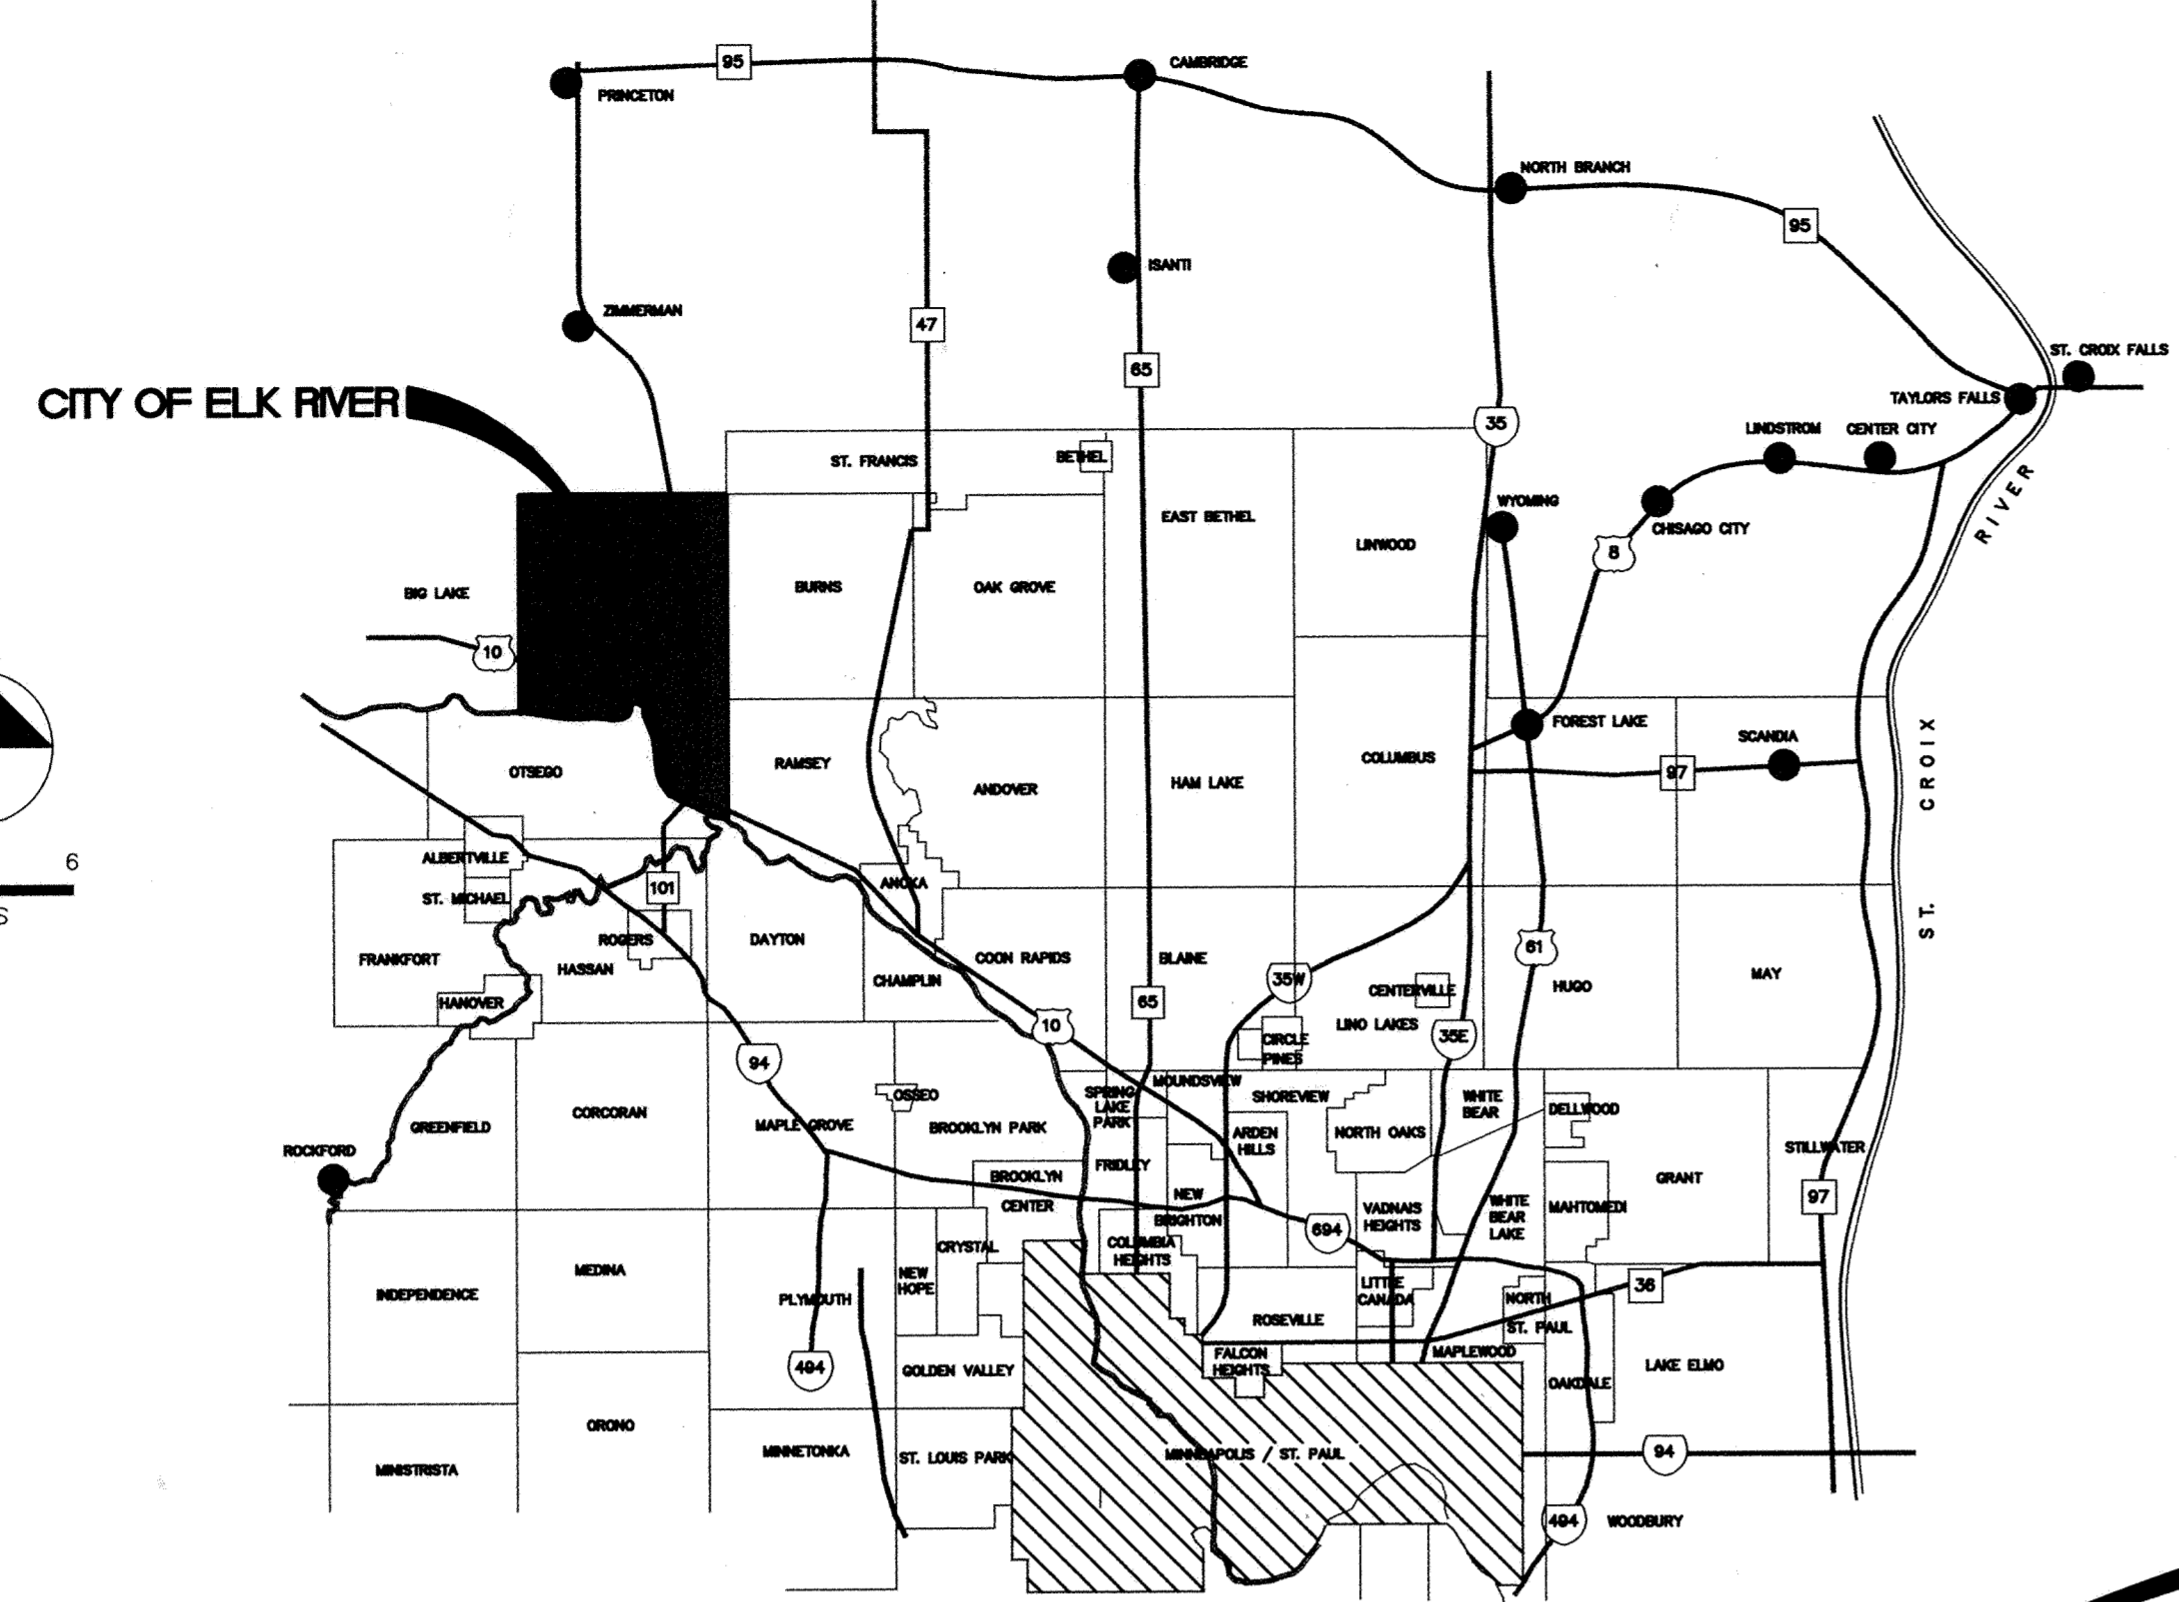 95
CAMBRIDGE
PRINCETON
NORTH BRANCH
95
ISANTI
ZIMMERMAN
47
ST. CROIX FALLS
65
CITY OF ELK RIVER
TAYLORS FALLS
35
LINDSTROM
CENTER CITY
ST. FRANCIS
BETHEL
WYOMING
EAST BETHEL
CHISAGO CITY
RIVER
LINWOOD
8
BIG LAKE
BURNS
OAK GROVE
10
FOREST LAKE
SCANDIA
CROIX
COLUMBUS
RAMSEY
OTSEGO
97
HAM LAKE
ANDOVER
6
S
ALBERTVILLE
101
ANOKA
ST. MICHAEL
ST.
ROGERS
DAYTON
61
FRANKFORT
HASSAN
COON RAPIDS
BLAINE
CHAMPLIN
35W
MAY
HUGO
CENTERVILLE
HANOVER
65
10
LINO LAKES
35E
CIRCLE
PINES
94
MOUNDSVIEW
SPRING
LAKE
PARK
SHOREVIEW
WHITE
BEAR
OSSEO
DELLWOOD
CORCORAN
GREENFIELD
MAPLE GROVE
BROOKLYN PARK
ARDEN
HILLS
NORTH OAKS
ROCKFORD
STILLWATER
FRIDLEY
BROOKLYN
CENTER
GRANT
97
NEW
BRIGHTON
VADNAIS
HEIGHTS
WHITE
BEAR
LAKE
MAHTOMEDI
694
COLUMBIA
HEIGHTS
CRYSTAL
MEDINA
NEW
HOPE
INDEPENDENCE
PLYMOUTH
LITTLE
CANADA
36
NORTH
ST. PAUL
ROSEVILLE
FALCON
HEIGHTS
MAPLEWOOD
494
GOLDEN VALLEY
LAKE ELMO
OAKDALE
ORONO
MINNETONKA
ST. LOUIS PARK
MINNEAPOLIS / ST. PAUL
94
MINISTRISTA
494
WOODBURY